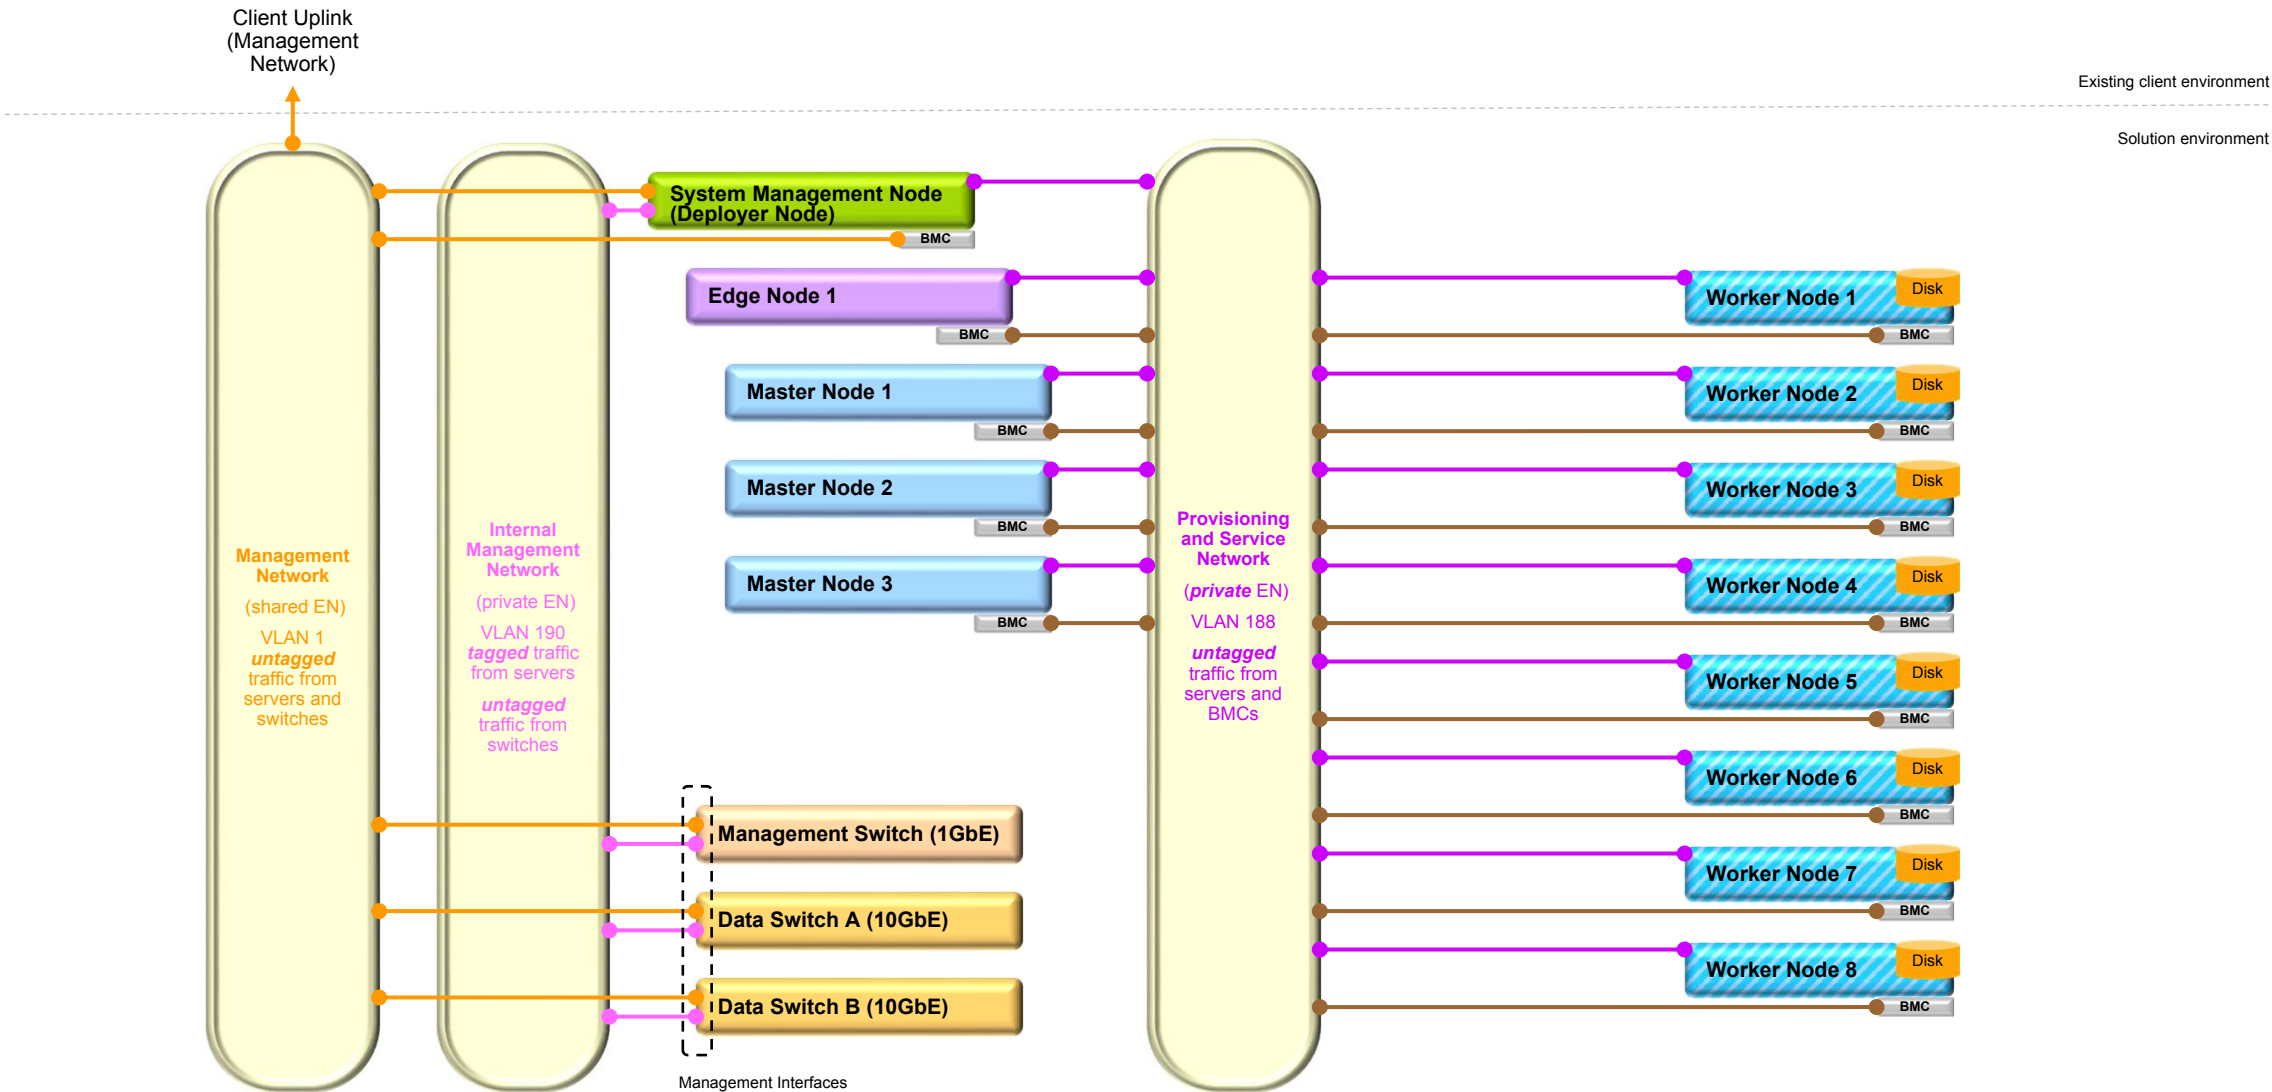 Client Uplink
(Management
Network)
Existing client environment
Solution environment
System Management Node
(Deployer Node)
BMC
Edge Node 1
BMC
Master Node 1
BMC
Master Node 2
BMC
Master Node 3
BMC
Management
Network
(shared EN)
VLAN 1
untagged
traffic from
servers and
switches
Internal
Management
Network
(private EN)
VLAN 190
tagged traffic
from servers
untagged
traffic from
switches
Provisioning
and Service
Network
(private EN)
VLAN 188
untagged
traffic from
servers and
BMCs
Management Switch (1GbE)
Data Switch A (10GbE)
Data Switch B (10GbE)
Management Interfaces
Worker Node 1
Disk
BMC
Worker Node 2
Disk
BMC
Worker Node 3
Disk
BMC
Worker Node 4
Disk
BMC
Worker Node 5
Disk
BMC
Worker Node 6
Disk
BMC
Worker Node 7
Disk
BMC
Worker Node 8
Disk
BMC